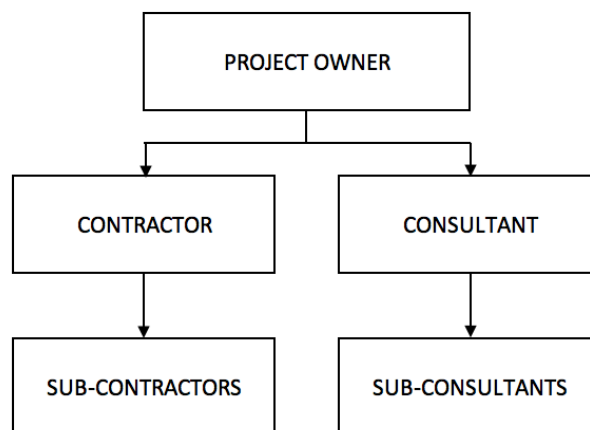 PROJECT OWNER
CONTRACTOR
CONSULTANT
SUB-CONTRACTORS
SUB-CONSULTANTS